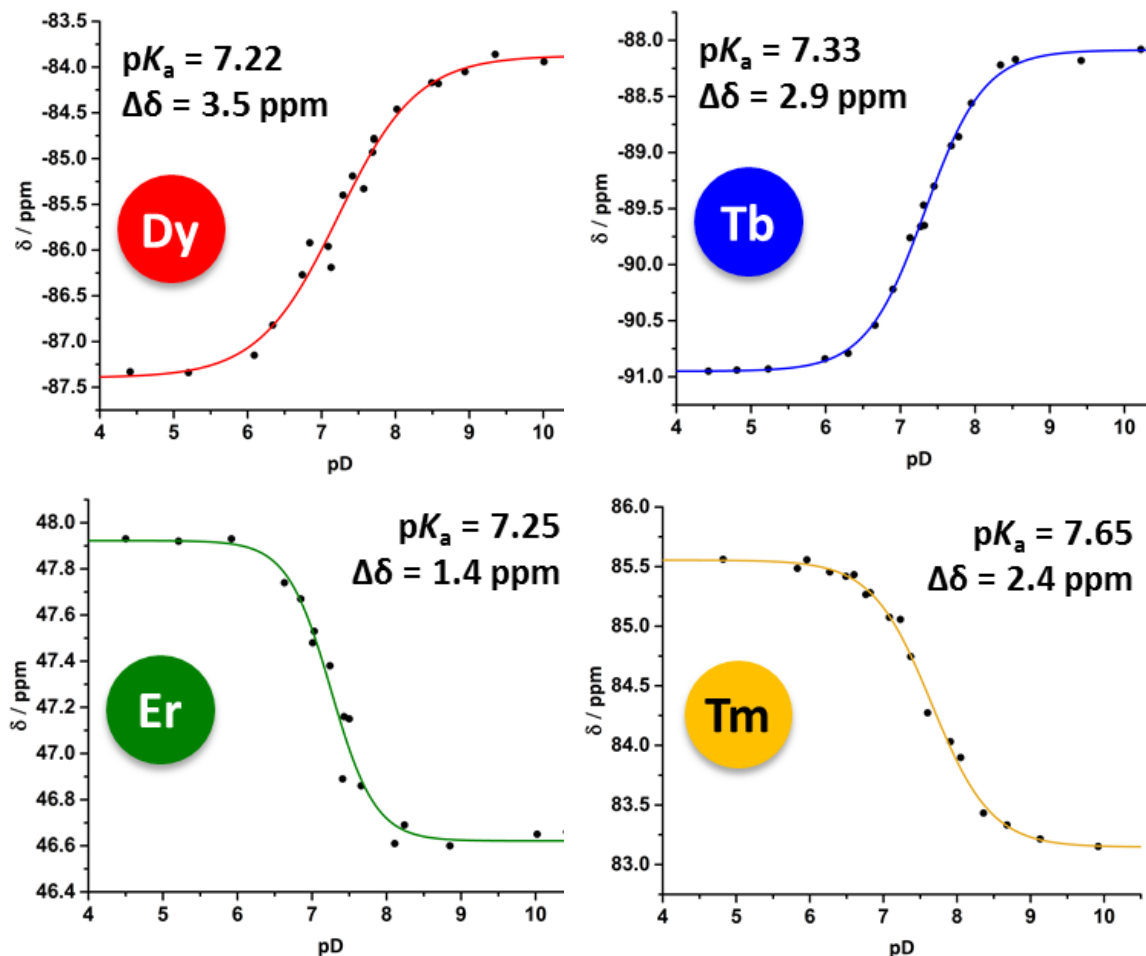 pKa = 7.22
Δδ = 3.5 ppm
Dy
δ / ppm
-83.5
-84.0
-84.5
-85.0
-85.5
-86.0
-86.5
-87.0
-87.5
4 5 6 7 8 9 10
pD
pKa = 7.33
Δδ = 2.9 ppm
Tb
δ / ppm
-88.0
-88.5
-89.0
-89.5
-90.0
-90.5
-91.0
4 5 6 7 8 9 10
pD
pKa = 7.25
Δδ = 1.4 ppm
Er
δ / ppm
48.0
47.8
47.6
47.4
47.2
47.0
46.8
46.6
46.4
4 5 6 7 8 9 10
pD
pKa = 7.65
Δδ = 2.4 ppm
Tm
δ / ppm
86.0
85.5
85.0
84.5
84.0
83.5
83.0
4 5 6 7 8 9 10
pD